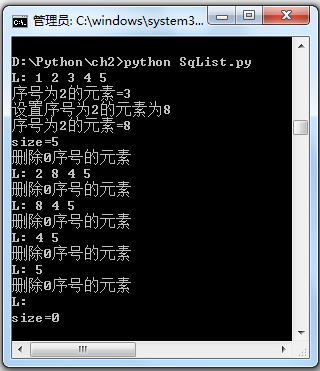 管理员: C:\windows\system3...
D:\Python\ch2>python SqList.py
L: 1 2 3 4 5
序号为2的元素=3
设置序号为2的元素为8
序号为2的元素=8
size=5
删除0序号的元素
L: 2 8 4 5
删除0序号的元素
L: 8 4 5
删除0序号的元素
L: 4 5
删除0序号的元素
L: 5
删除0序号的元素
L:
size=0